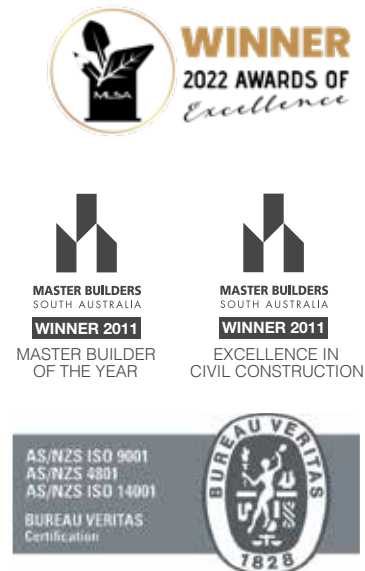 WINNER
2022 AWARDS OF
Excellence
MLSA
MASTER BUILDERS
SOUTH AUSTRALIA
WINNER 2011
MASTER BUILDER
OF THE YEAR
MASTER BUILDERS
SOUTH AUSTRALIA
WINNER 2011
EXCELLENCE IN
CIVIL CONSTRUCTION
AS/NZS ISO 9001
AS/NZS 4801
AS/NZS ISO 14001
BUREAU VERITAS
Certification
BUREAU VERITAS
1828